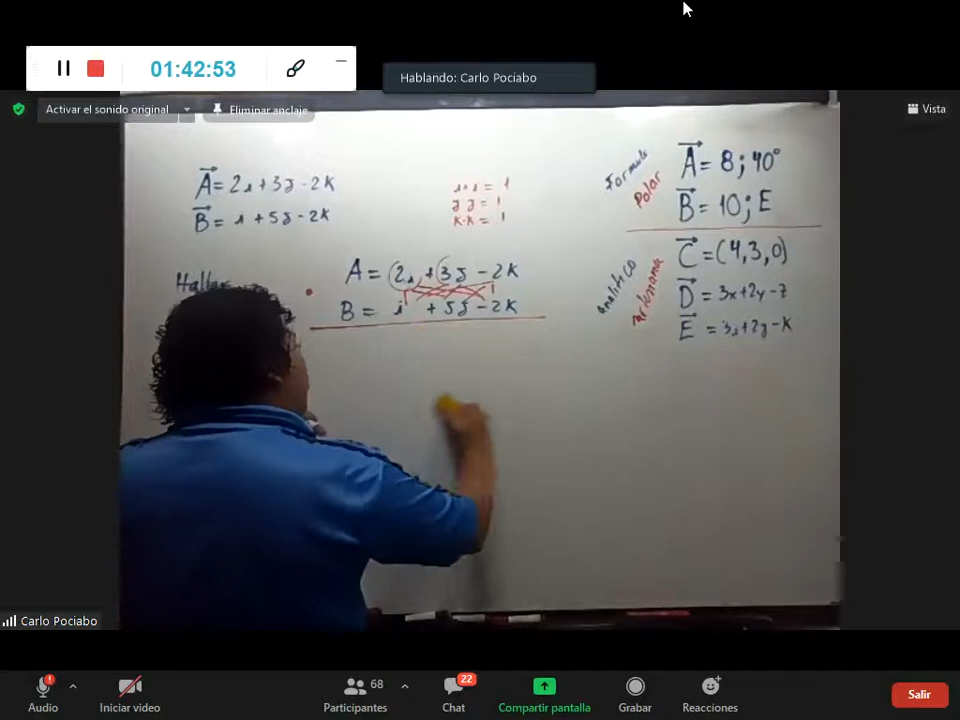 01:42:53
Hablando: Carlo Pociabo
Activar el sonido original
Eliminar anclaje
Vista
A = 2i + 3j - 2k
B = i + 5j - 2k
i·i = 1
j·j = 1
k·k = 1
Hallar
A = (2i + (3j - 2k
B = i + 5j - 2k
Formula
Polar
A = 8; 40°
B = 10; E
Analitico
C = (4,3,0)
D = 3x+2y-z
E = 3i+2j-k
Carlo Pociabo
Audio
Iniciar video
68
Participantes
22
Chat
Compartir pantalla
Grabar
Reacciones
Salir